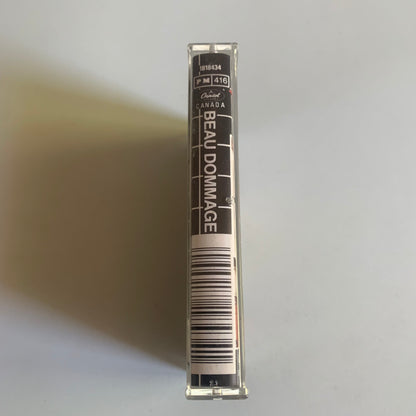 1818434
PM 416
Capitol
CANADA
BEAU DOMMAGE